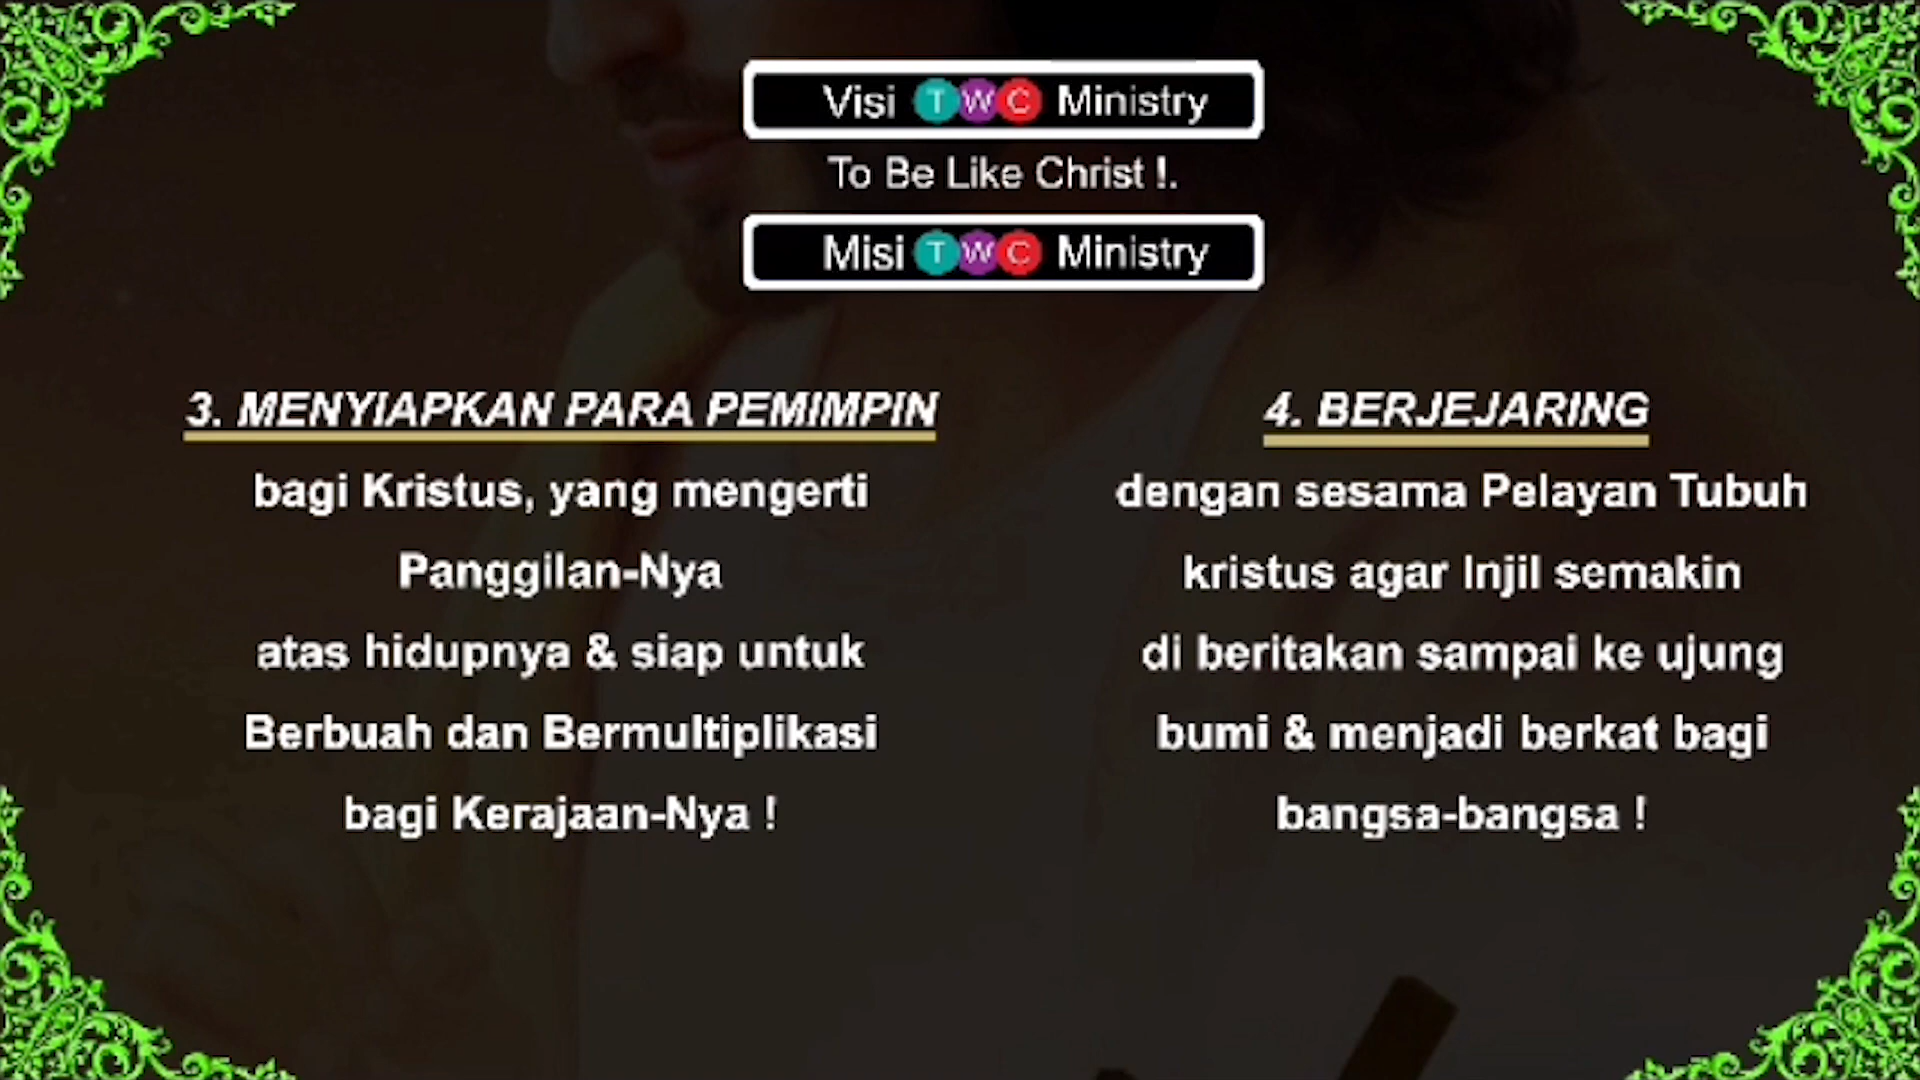 Visi TWC Ministry
To Be Like Christ !.
Misi TWC Ministry
3. MENYIAPKAN PARA PEMIMPIN
bagi Kristus, yang mengerti
Panggilan-Nya
atas hidupnya & siap untuk
Berbuah dan Bermultiplikasi
bagi Kerajaan-Nya !
4. BERJEJARING
dengan sesama Pelayan Tubuh
kristus agar Injil semakin
di beritakan sampai ke ujung
bumi & menjadi berkat bagi
bangsa-bangsa !